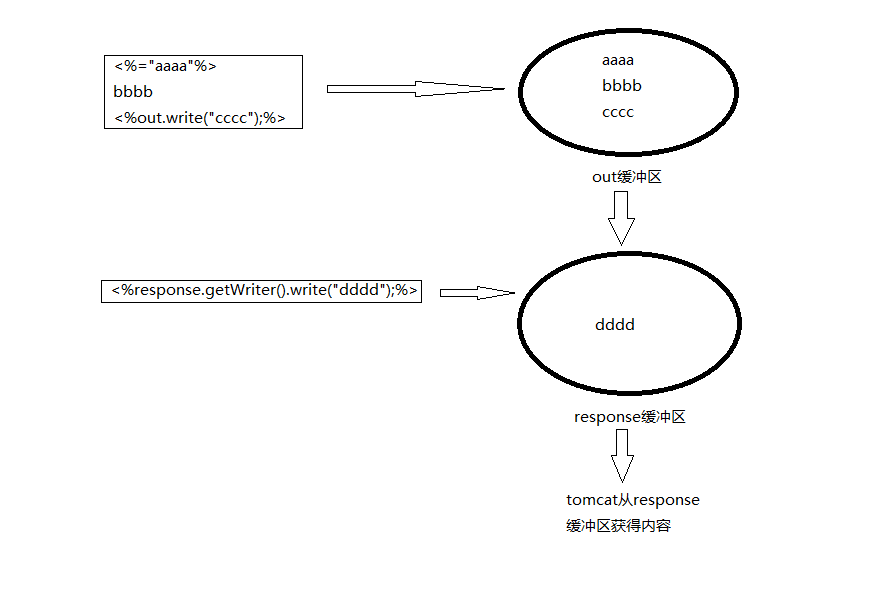 <%="aaaa"%>
bbbb
<%out.write("cccc");%>
aaaa
bbbb
cccc
out缓冲区
<%response.getWriter().write("dddd");%>
dddd
response缓冲区
tomcat从response
缓冲区获得内容